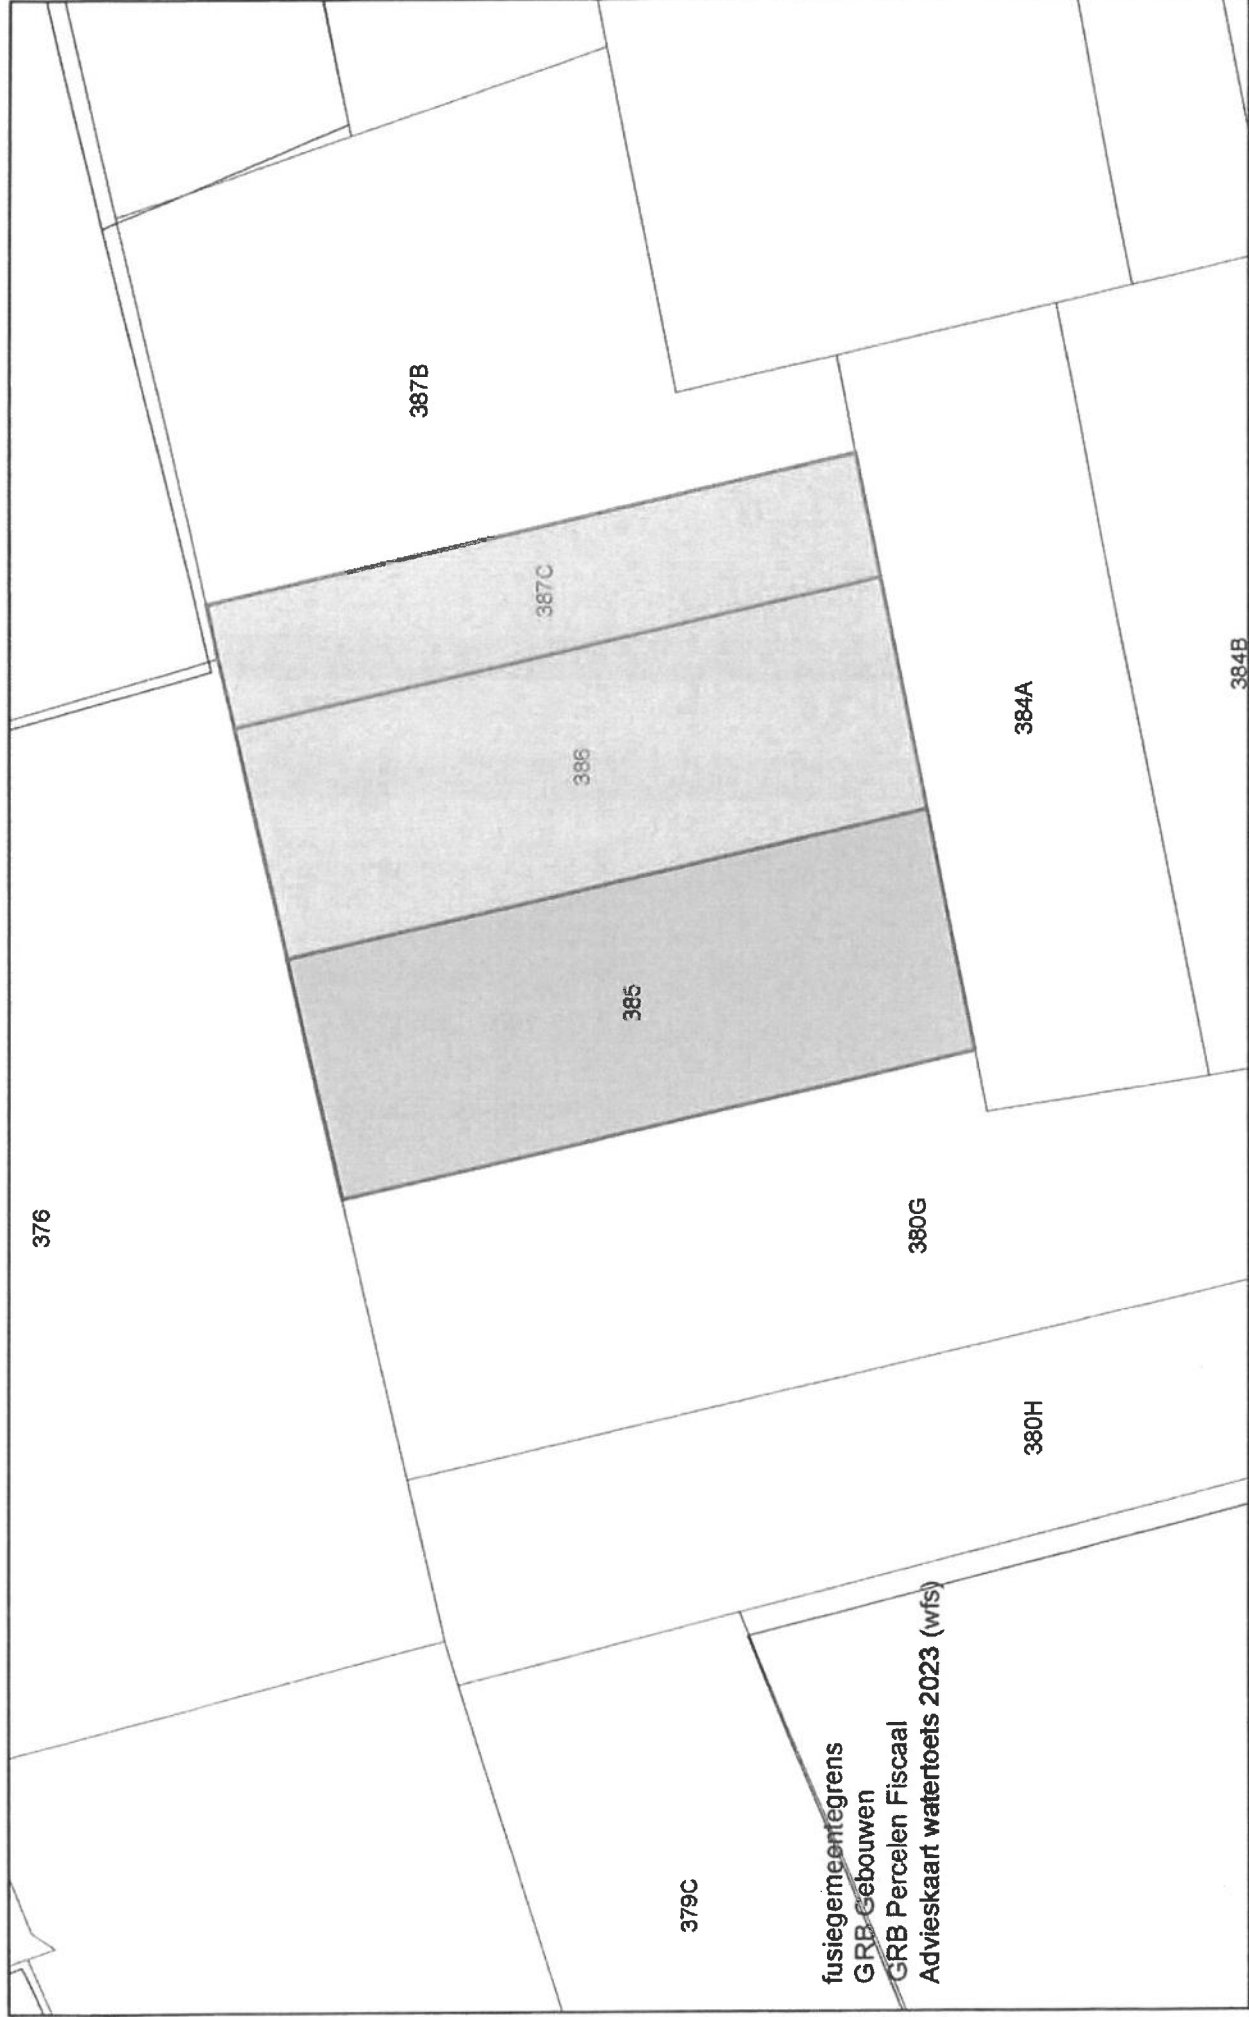 376
387B
387C
386
385
384A
384B
380G
380H
379C
fusiegemeentegrens
GRB Gebouwen
GRB Percelen Fiscaal
Advieskaart watertoets 2023 (wfs)